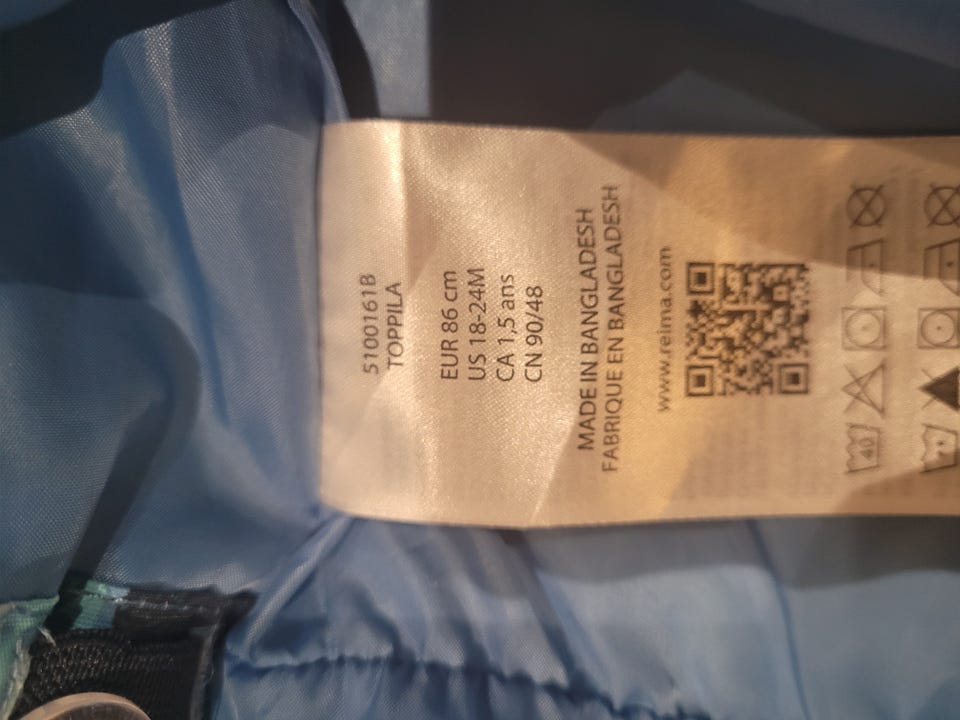 5100161B
TOPPILA
EUR 86 cm
US 18-24M
CA 1,5 ans
CN 90/48
MADE IN BANGLADESH
FABRIQUE EN BANGLADESH
www.reima.com
40